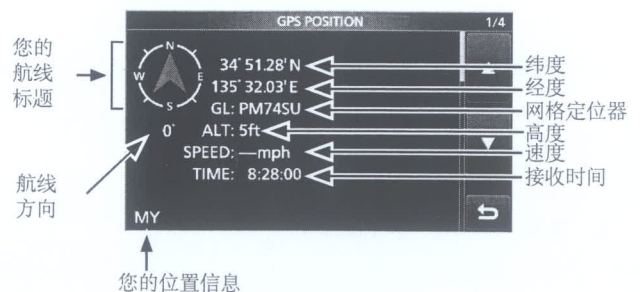 GPS POSITION 1/4
您的
航线
标题
N
W E
S
34° 51.28' N
纬度
135° 32.03' E
经度
GL: PM74SU
网格定位器
0°
ALT: 5ft
高度
SPEED: —mph
速度
TIME: 8:28:00
接收时间
航线
方向
MY
您的位置信息